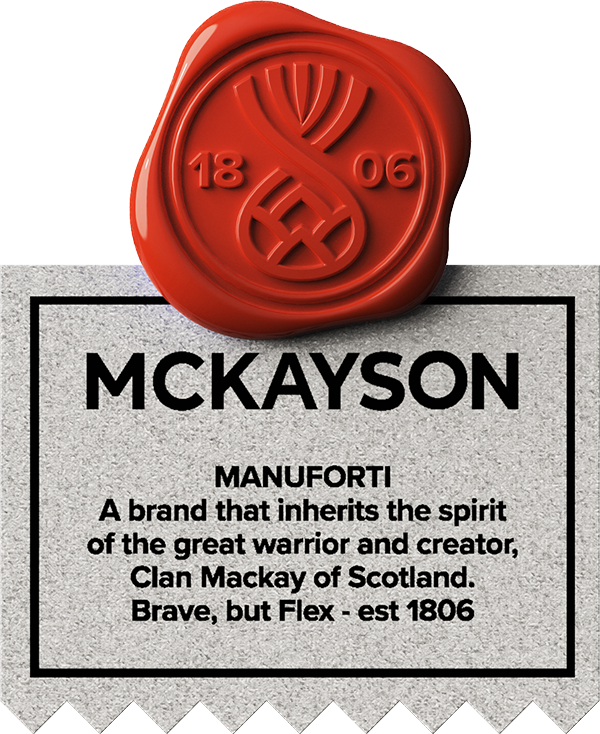 18 06
MCKAYSON
MANUFORTI
A brand that inherits the spirit
of the great warrior and creator,
Clan Mackay of Scotland.
Brave, but Flex - est 1806